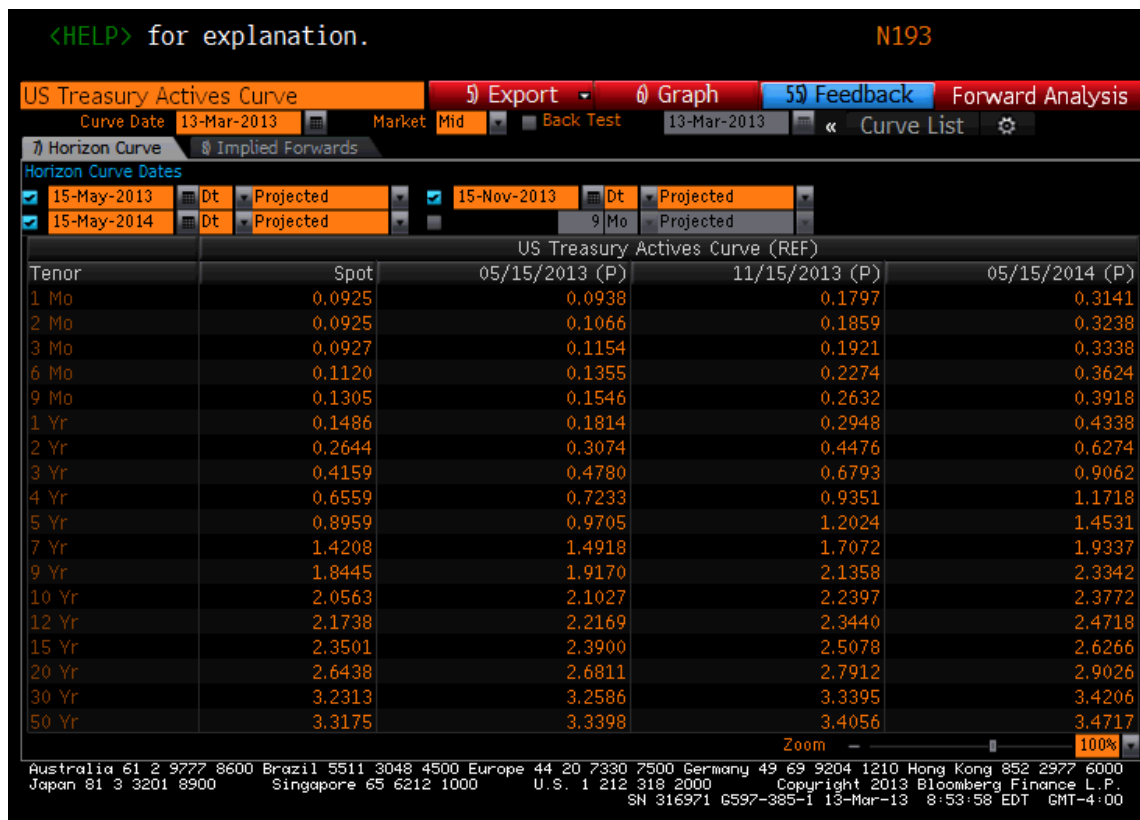 <HELP> for explanation. N193
US Treasury Actives Curve 5) Export 6) Graph 55) Feedback Forward Analysis
Curve Date 13-Mar-2013 Market Mid Back Test 13-Mar-2013 « Curve List
7) Horizon Curve 8) Implied Forwards
Horizon Curve Dates
15-May-2013 Dt Projected 15-Nov-2013 Dt Projected
15-May-2014 Dt Projected 9 Mo Projected
US Treasury Actives Curve (REF)
Tenor Spot 05/15/2013 (P) 11/15/2013 (P) 05/15/2014 (P)
1 Mo 0.0925 0.0938 0.1797 0.3141
2 Mo 0.0925 0.1066 0.1859 0.3238
3 Mo 0.0927 0.1154 0.1921 0.3338
6 Mo 0.1120 0.1355 0.2274 0.3624
9 Mo 0.1305 0.1546 0.2632 0.3918
1 Yr 0.1486 0.1814 0.2948 0.4338
2 Yr 0.2644 0.3074 0.4476 0.6274
3 Yr 0.4159 0.4780 0.6793 0.9062
4 Yr 0.6559 0.7233 0.9351 1.1718
5 Yr 0.8959 0.9705 1.2024 1.4531
7 Yr 1.4208 1.4918 1.7072 1.9337
9 Yr 1.8445 1.9170 2.1358 2.3342
10 Yr 2.0563 2.1027 2.2397 2.3772
12 Yr 2.1738 2.2169 2.3440 2.4718
15 Yr 2.3501 2.3900 2.5078 2.6266
20 Yr 2.6438 2.6811 2.7912 2.9026
30 Yr 3.2313 3.2586 3.3395 3.4206
50 Yr 3.3175 3.3398 3.4056 3.4717
Zoom 100%
Australia 61 2 9777 8600 Brazil 5511 3048 4500 Europe 44 20 7330 7500 Germany 49 69 9204 1210 Hong Kong 852 2977 6000
Japan 81 3 3201 8900 Singapore 65 6212 1000 U.S. 1 212 318 2000 Copyright 2013 Bloomberg Finance L.P.
SN 316971 G597-385-1 13-Mar-13 8:53:58 EDT GMT-4:00